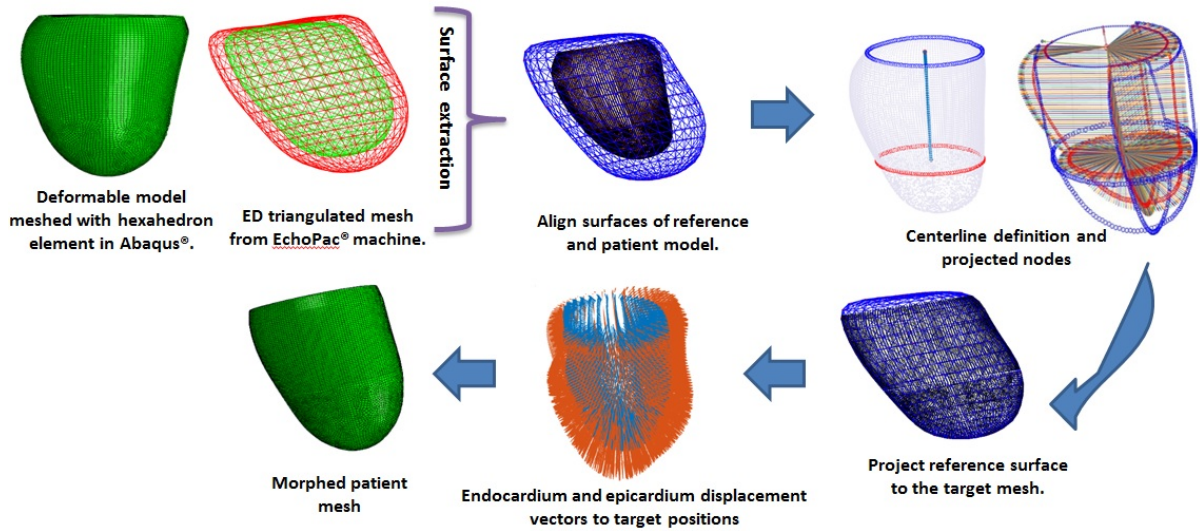 Deformable model
meshed with hexahedron
element in Abaqus®.
ED triangulated mesh
from EchoPac® machine.
Surface extraction
Align surfaces of reference
and patient model.
Centerline definition and
projected nodes
Morphed patient
mesh
Endocardium and epicardium displacement
vectors to target positions
Project reference surface
to the target mesh.